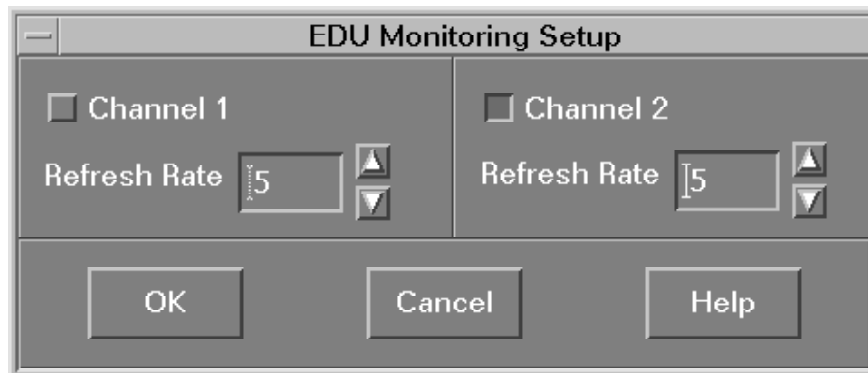 EDU Monitoring Setup
Channel 1
Refresh Rate 5
Channel 2
Refresh Rate 5
OK
Cancel
Help